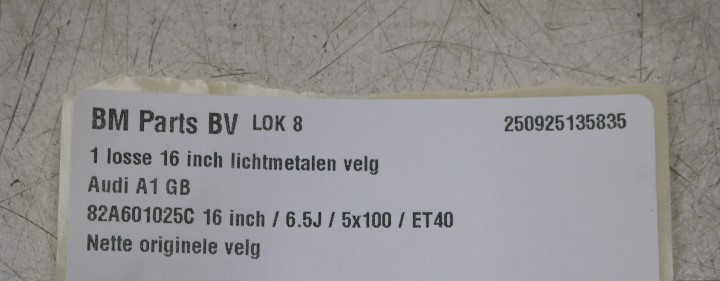 BM Parts BV LOK 8 250925135835
1 losse 16 inch lichtmetalen velg
Audi A1 GB
82A601025C 16 inch / 6.5J / 5x100 / ET40
Nette originele velg